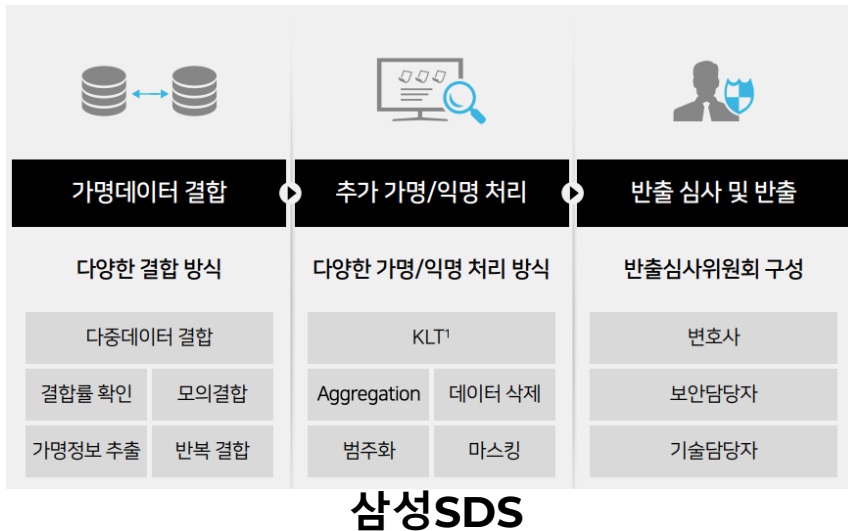 가명데이터 결합
추가 가명/익명 처리
반출 심사 및 반출
다양한 결합 방식
다양한 가명/익명 처리 방식
반출심사위원회 구성
다중데이터 결합
KLT¹
변호사
결합률 확인
모의결합
Aggregation
데이터 삭제
보안담당자
가명정보 추출
반복 결합
범주화
마스킹
기술담당자
삼성SDS